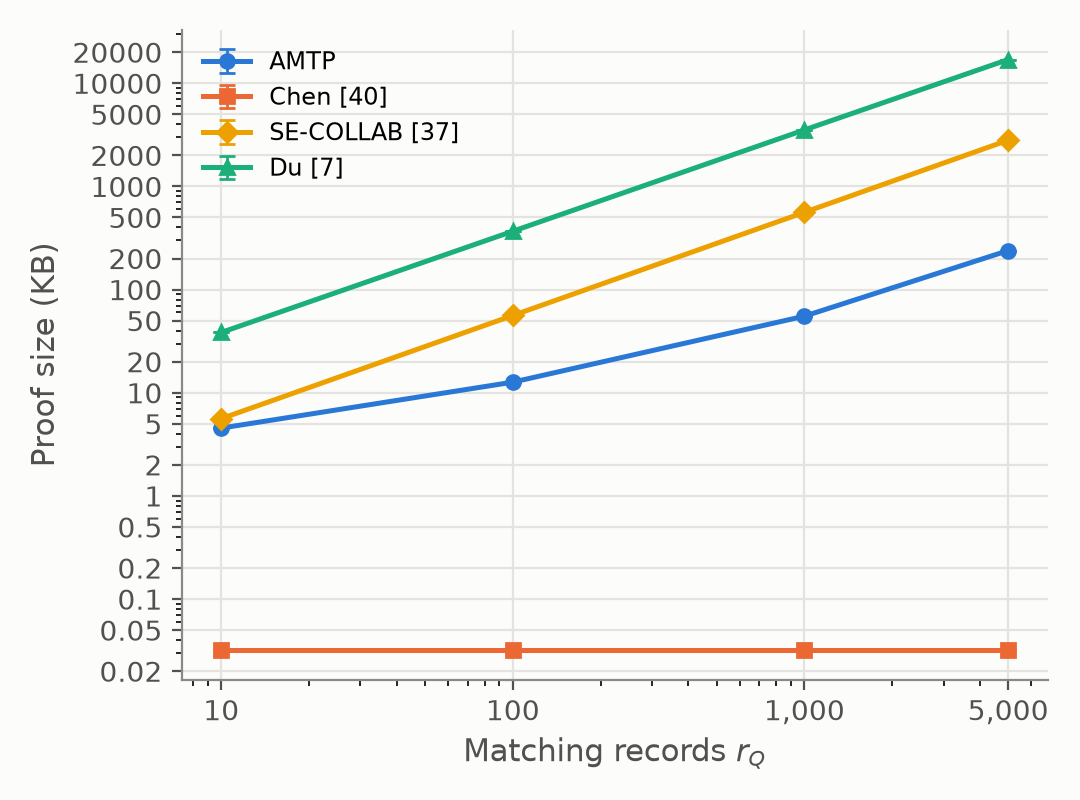 20000
10000
5000
2000
1000
500
200
100
50
20
10
5
2
1
0.5
0.2
0.1
0.05
0.02
Proof size (KB)
AMTP
Chen [40]
SE-COLLAB [37]
Du [7]
10 100 1,000 5,000
Matching records r_Q